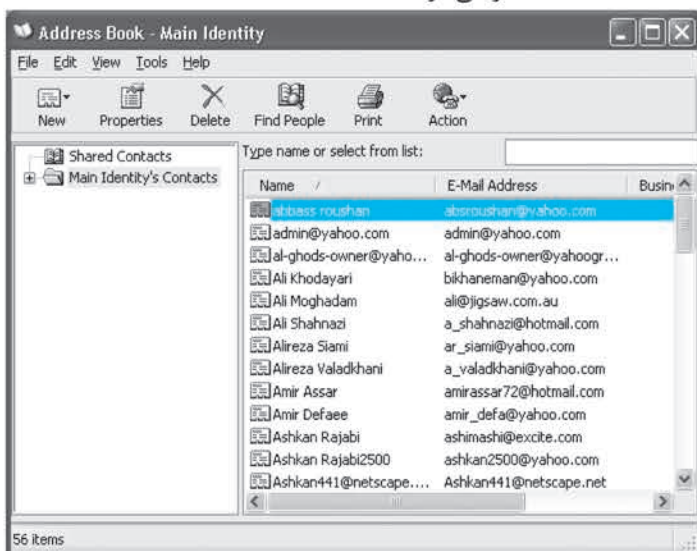 Address Book - Main Identity
File Edit View Tools Help
New Properties Delete Find People Print Action
Shared Contacts
Main Identity's Contacts
Type name or select from list:
Name / E-Mail Address Busin
abbass roushan absroushan@yahoo.com
admin@yahoo.com admin@yahoo.com
al-ghods-owner@yaho... al-ghods-owner@yahoogr...
Ali Khodayari bikhaneman@yahoo.com
Ali Moghadam ali@jigsaw.com.au
Ali Shahnazi a_shahnazi@hotmail.com
Alireza Siami ar_siami@yahoo.com
Alireza Valadkhani a_valadkhani@yahoo.com
Amir Assar amirassar72@hotmail.com
Amir Defaee amir_defa@yahoo.com
Ashkan Rajabi ashimashi@excite.com
Ashkan Rajabi2500 ashkan2500@yahoo.com
Ashkan441@netscape.... Ashkan441@netscape.net
56 items